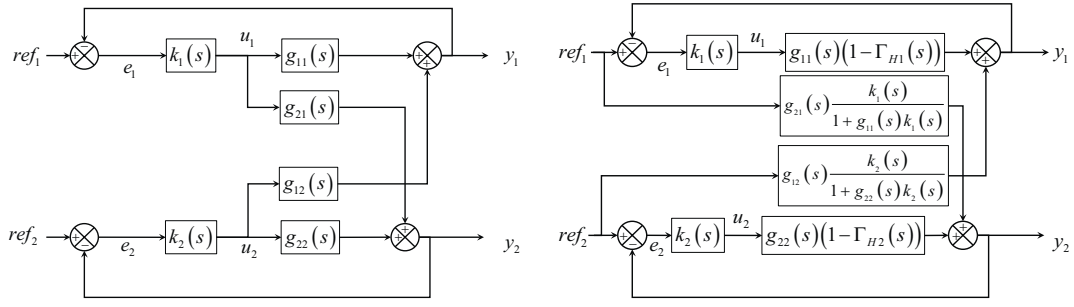 ref₁
+
−
e₁
k₁(s)
u₁
g₁₁(s)
+
+
y₁
g₂₁(s)
g₁₂(s)
ref₂
+
−
e₂
k₂(s)
u₂
g₂₂(s)
+
+
y₂
ref₁
+
−
e₁
k₁(s)
u₁
g₁₁(s)(1−Γ_H1(s))
+
+
y₁
g₂₁(s) k₁(s)
1+g₁₁(s)k₁(s)
g₁₂(s) k₂(s)
1+g₂₂(s)k₂(s)
ref₂
+
−
e₂
k₂(s)
u₂
g₂₂(s)(1−Γ_H2(s))
+
+
y₂